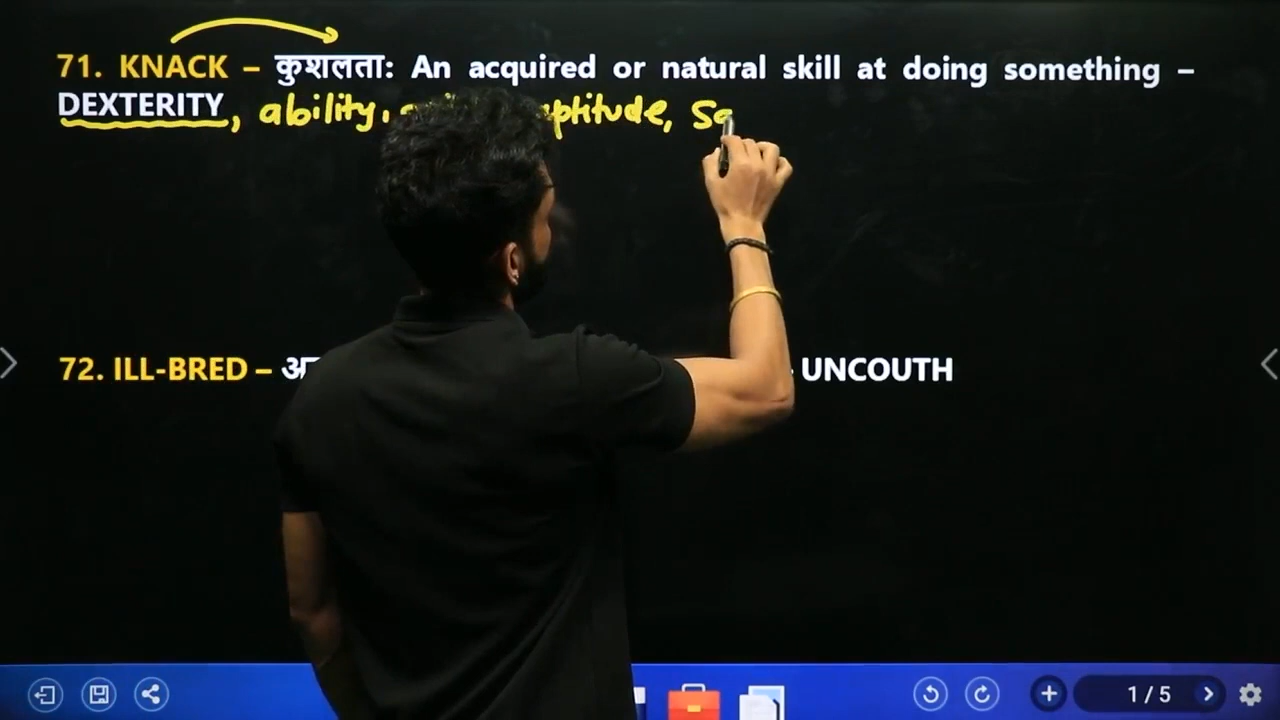 71. KNACK – कुशलता: An acquired or natural skill at doing something –
DEXTERITY, ability, aptitude,
72. ILL-BRED – UNCOUTH
1 / 5